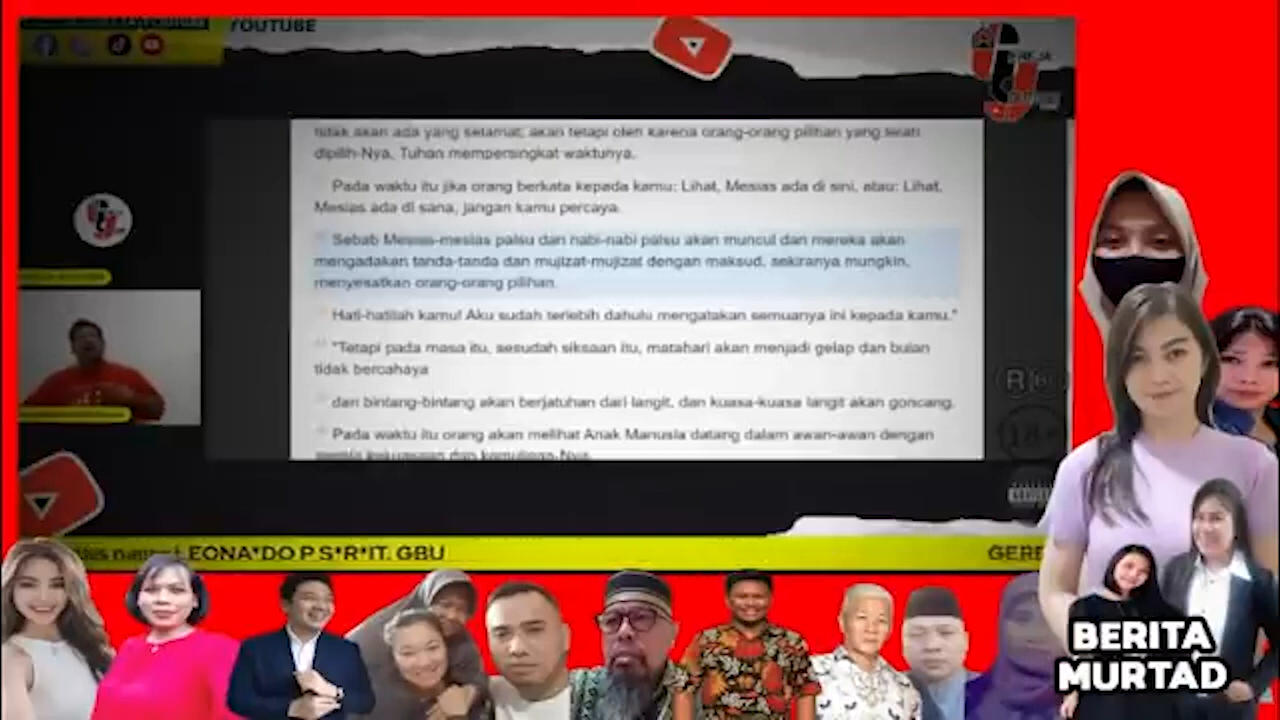 YOUTUBE
tidak akan ada yang selamat; akan tetapi oleh karena orang-orang pilihan yang telah
dipilih-Nya, Tuhan mempersingkat waktunya.
Pada waktu itu jika orang berkata kepada kamu: Lihat, Mesias ada di sini, atau: Lihat,
Mesias ada di sana, jangan kamu percaya.
Sebab Mesias-mesias palsu dan nabi-nabi palsu akan muncul dan mereka akan
mengadakan tanda-tanda dan mujizat-mujizat dengan maksud, sekiranya mungkin,
menyesatkan orang-orang pilihan.
Hati-hatilah kamu! Aku sudah terlebih dahulu mengatakan semuanya ini kepada kamu."
"Tetapi pada masa itu, sesudah siksaan itu, matahari akan menjadi gelap dan bulan
tidak bercahaya
dan bintang-bintang akan berjatuhan dari langit, dan kuasa-kuasa langit akan goncang.
Pada waktu itu orang akan melihat Anak Manusia datang dalam awan-awan dengan
LEONA*DO P S*R*IT. GBU
BERITA
MURTAD